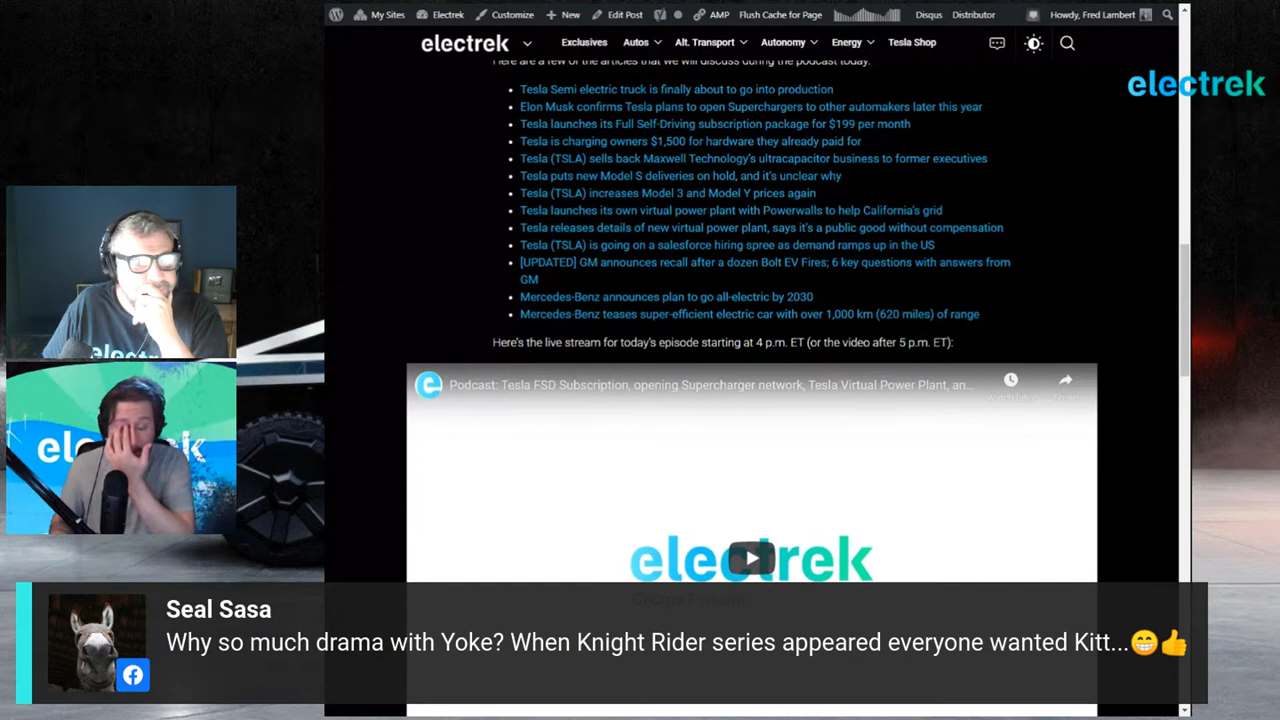 My Sites
Electrek
Customize
New
Edit Post
AMP
Flush Cache for Page
Disqus
Distributor
Howdy, Fred Lambert
electrek
Exclusives
Autos
Alt. Transport
Autonomy
Energy
Tesla Shop
electrek
Here are a few of the articles that we will discuss during the podcast today:
Tesla Semi electric truck is finally about to go into production
Elon Musk confirms Tesla plans to open Superchargers to other automakers later this year
Tesla launches its Full Self-Driving subscription package for $199 per month
Tesla is charging owners $1,500 for hardware they already paid for
Tesla (TSLA) sells back Maxwell Technology's ultracapacitor business to former executives
Tesla puts new Model S deliveries on hold, and it's unclear why
Tesla (TSLA) increases Model 3 and Model Y prices again
Tesla launches its own virtual power plant with Powerwalls to help California's grid
Tesla releases details of new virtual power plant, says it's a public good without compensation
Tesla (TSLA) is going on a salesforce hiring spree as demand ramps up in the US
[UPDATED] GM announces recall after a dozen Bolt EV Fires; 6 key questions with answers from
GM
Mercedes-Benz announces plan to go all-electric by 2030
Mercedes-Benz teases super-efficient electric car with over 1,000 km (620 miles) of range
Here's the live stream for today's episode starting at 4 p.m. ET (or the video after 5 p.m. ET):
Podcast: Tesla FSD Subscription, opening Supercharger network, Tesla Virtual Power Plant, an...
electrek
Seal Sasa
Why so much drama with Yoke? When Knight Rider series appeared everyone wanted Kitt...😁👍